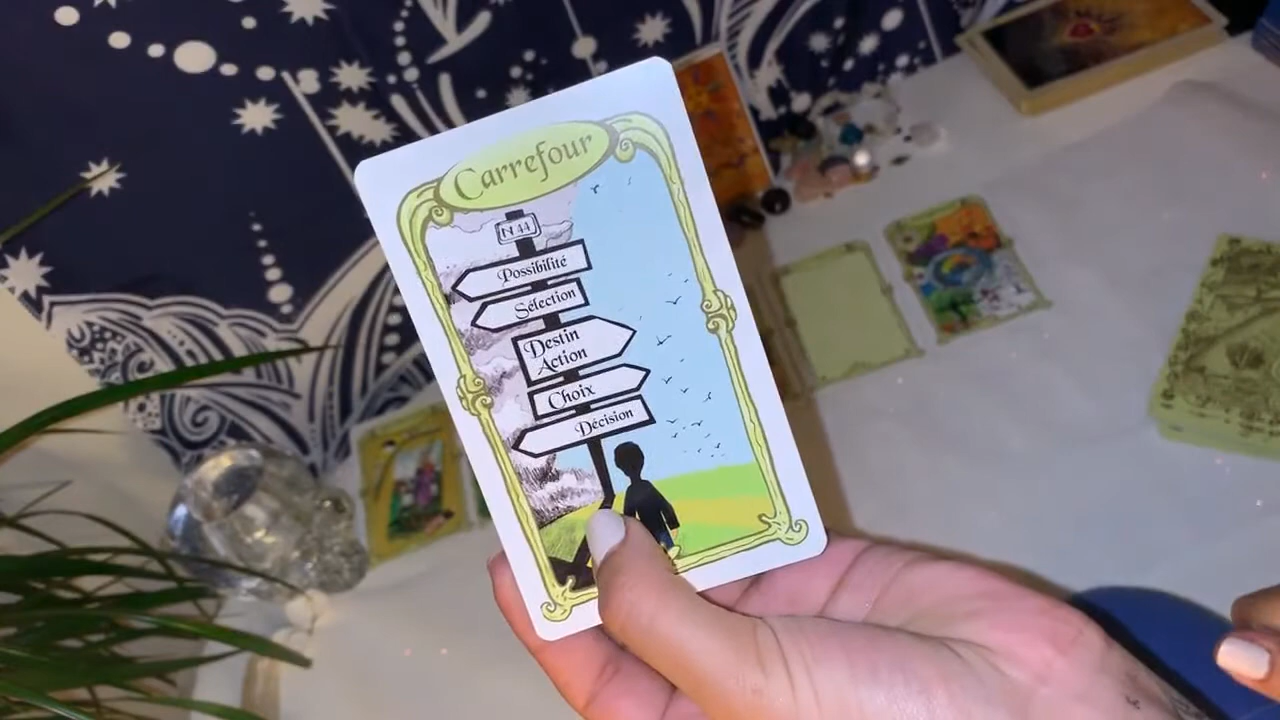 Carrefour
N 44
Possibilité
Sélection
Destin
Action
Choix
Décision